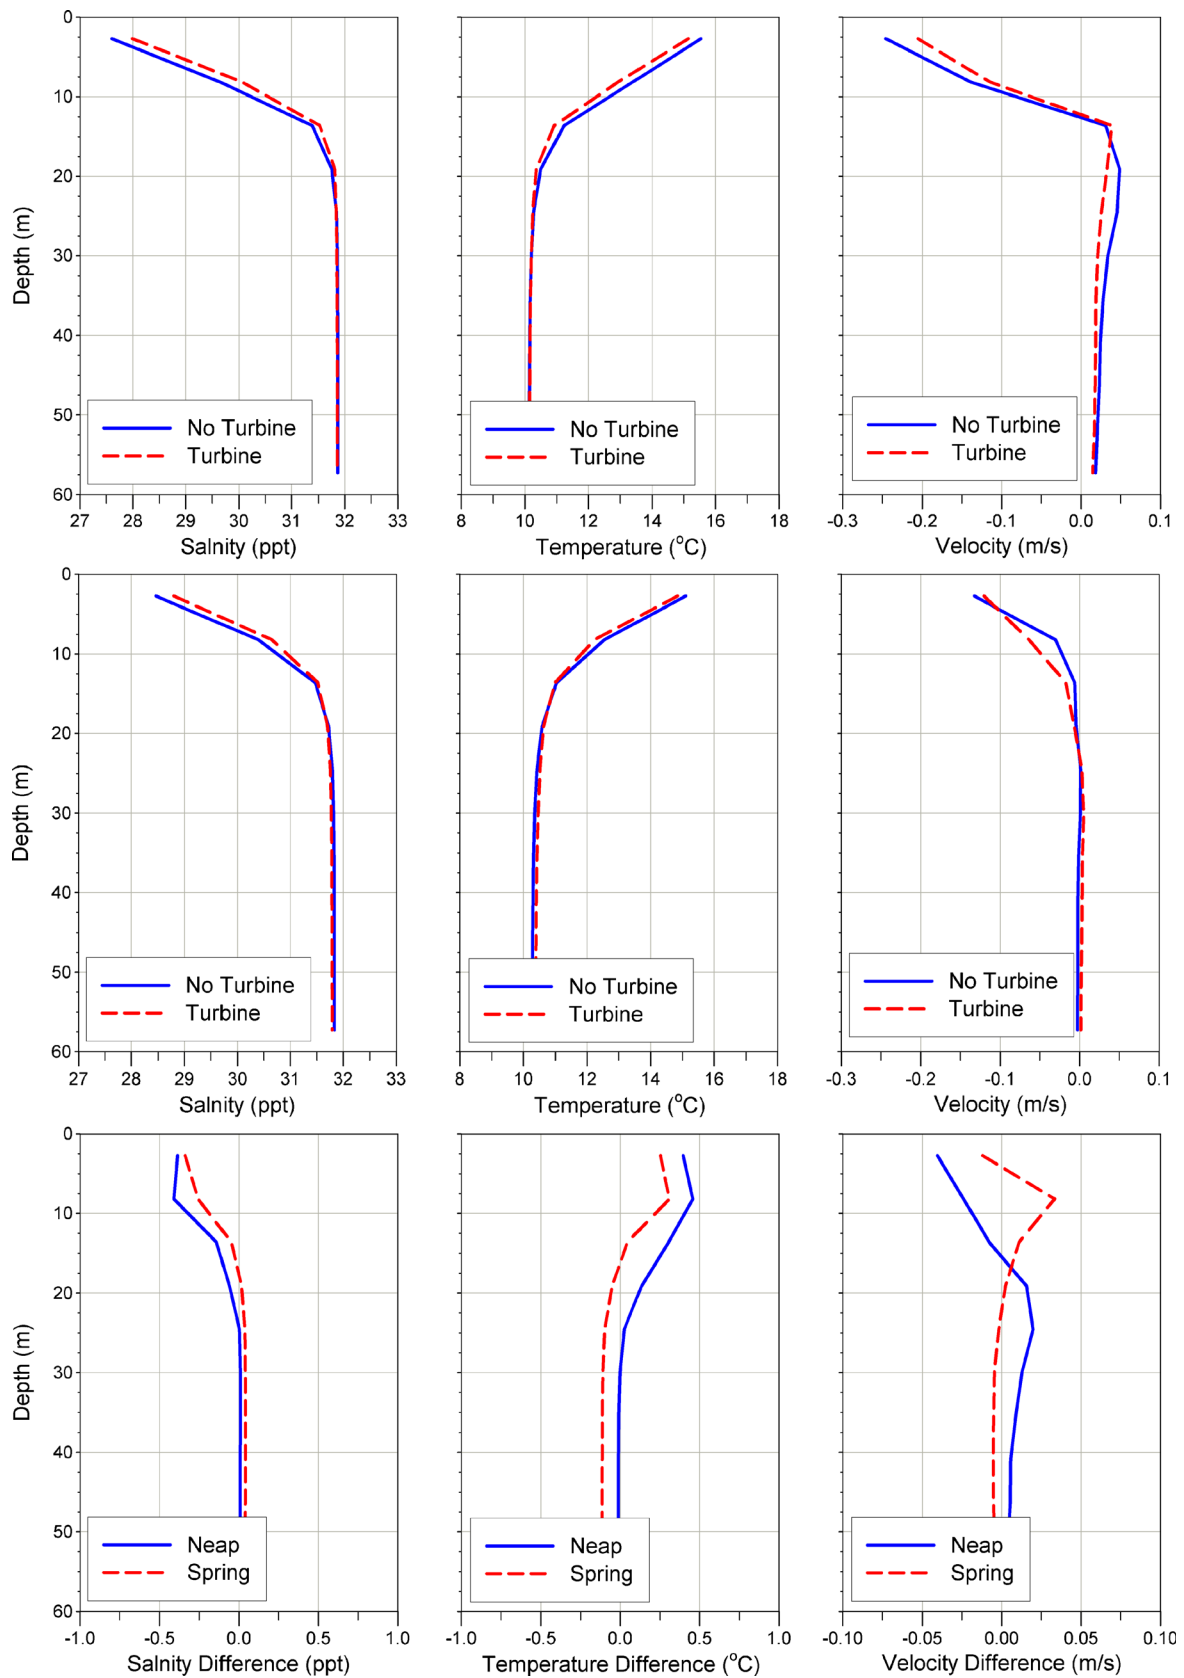 0
10
20
30
40
50
60
Depth (m)
No Turbine
Turbine
27 28 29 30 31 32 33
Salnity (ppt)
No Turbine
Turbine
8 10 12 14 16 18
Temperature (°C)
No Turbine
Turbine
-0.3 -0.2 -0.1 0.0 0.1
Velocity (m/s)
0
10
20
30
40
50
60
Depth (m)
No Turbine
Turbine
27 28 29 30 31 32 33
Salnity (ppt)
No Turbine
Turbine
8 10 12 14 16 18
Temperature (°C)
No Turbine
Turbine
-0.3 -0.2 -0.1 0.0 0.1
Velocity (m/s)
0
10
20
30
40
50
60
Depth (m)
Neap
Spring
-1.0 -0.5 0.0 0.5 1.0
Salnity Difference (ppt)
Neap
Spring
-1.0 -0.5 0.0 0.5 1.0
Temperature Difference (°C)
Neap
Spring
-0.10 -0.05 0.00 0.05 0.10
Velocity Difference (m/s)